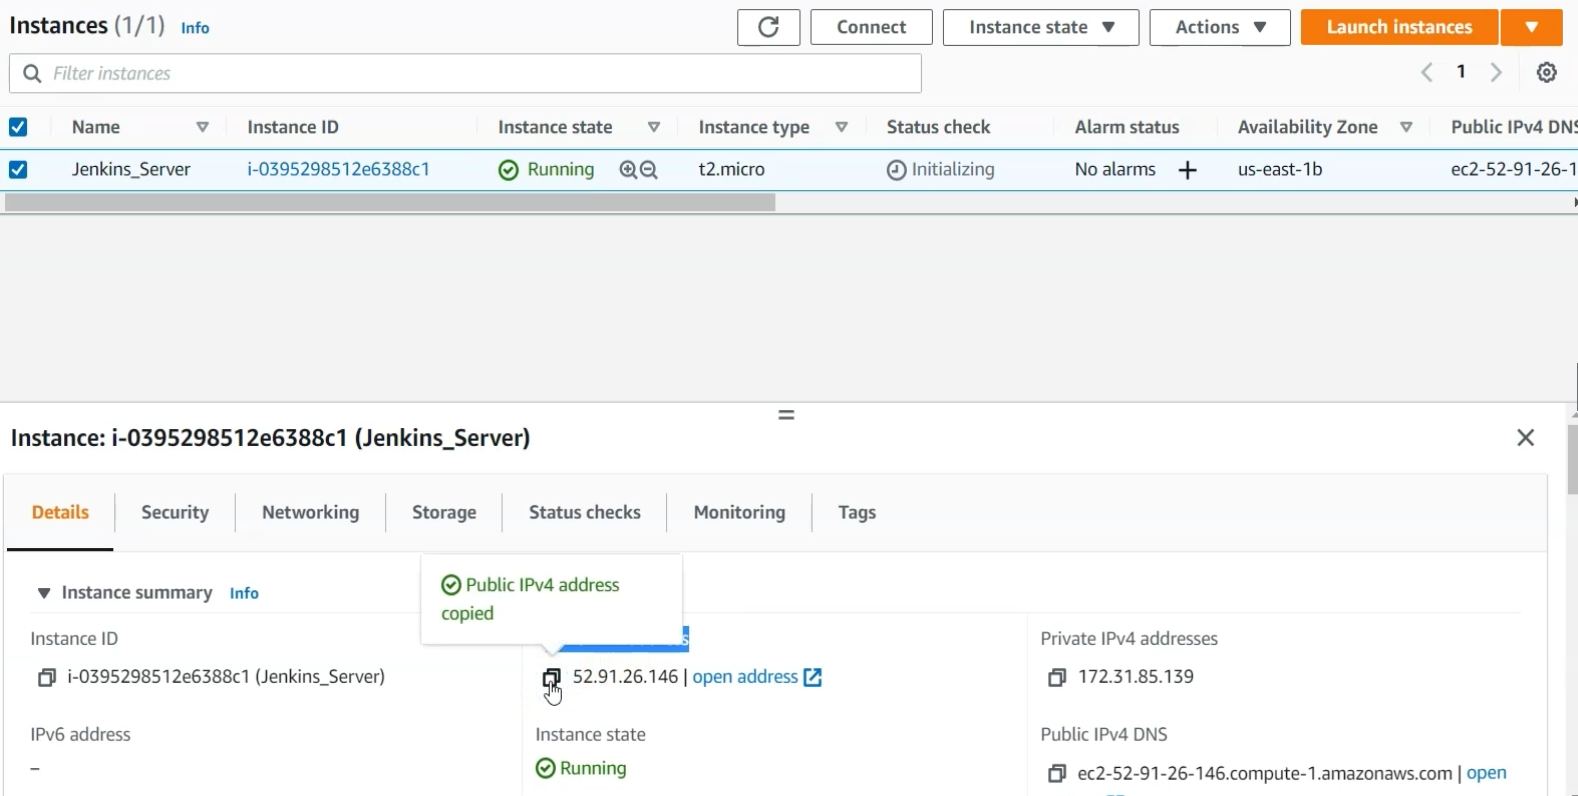 Instances (1/1) Info Connect Instance state Actions Launch instances
Filter instances 1
Name Instance ID Instance state Instance type Status check Alarm status Availability Zone Public IPv4 DNS
Jenkins_Server i-0395298512e6388c1 Running t2.micro Initializing No alarms + us-east-1b ec2-52-91-26-1
Instance: i-0395298512e6388c1 (Jenkins_Server)
Details Security Networking Storage Status checks Monitoring Tags
Public IPv4 address
copied
Instance summary Info
Instance ID Private IPv4 addresses
i-0395298512e6388c1 (Jenkins_Server) 52.91.26.146 | open address 172.31.85.139
IPv6 address Instance state Public IPv4 DNS
– Running ec2-52-91-26-146.compute-1.amazonaws.com | open